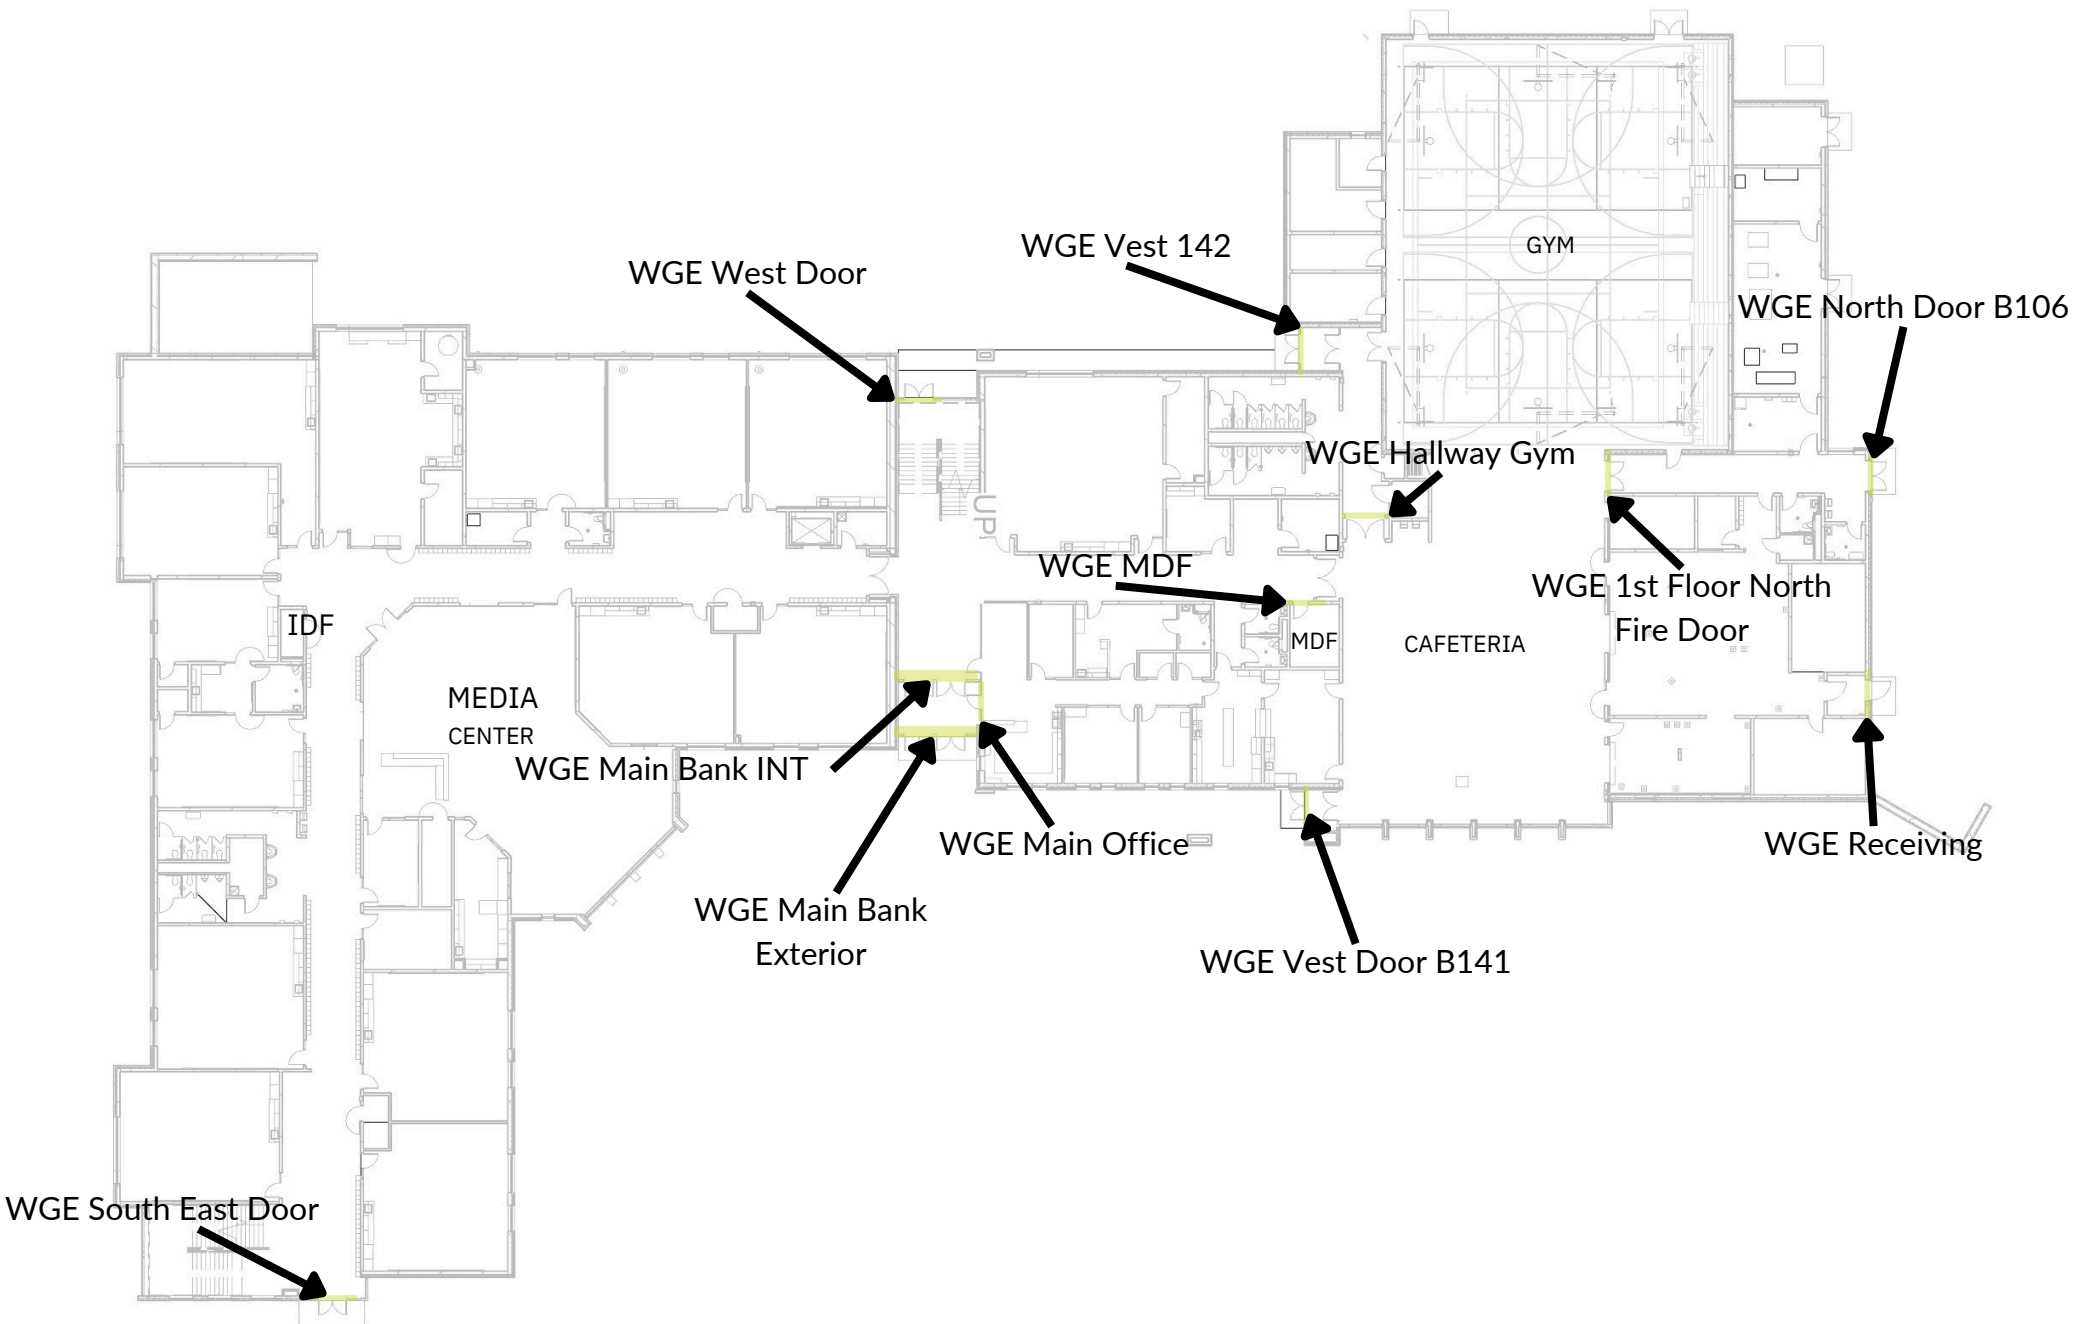 WGE Vest 142
GYM
WGE West Door
WGE North Door B106
WGE Hallway Gym
UP
WGE MDF
WGE 1st Floor North
Fire Door
IDF
MDF
CAFETERIA
MEDIA
CENTER
WGE Main Bank INT
WGE Main Office
WGE Receiving
WGE Main Bank
Exterior
WGE Vest Door B141
WGE South East Door